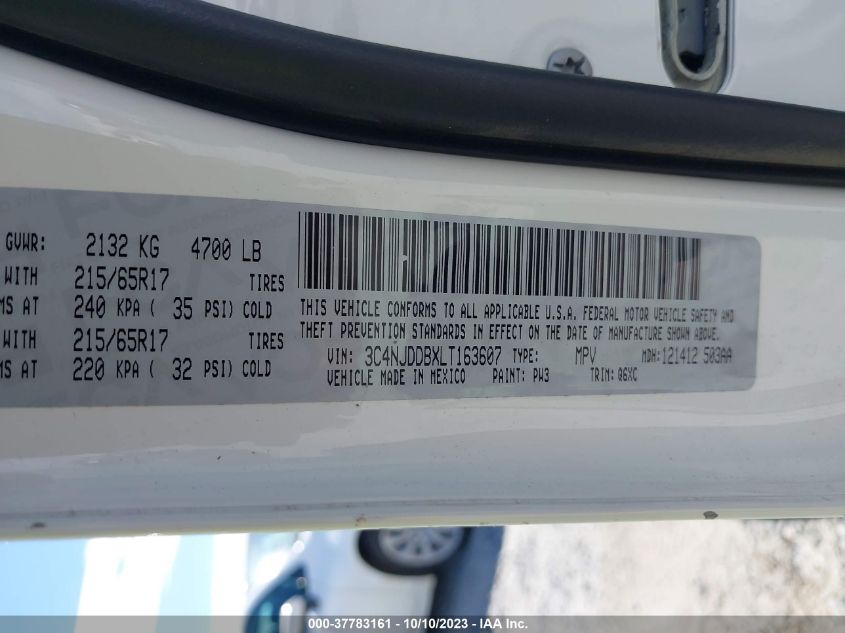 GVWR: 2132 KG 4700 LB
WITH 215/65R17 TIRES
MS AT 240 KPA ( 35 PSI) COLD
WITH 215/65R17 TIRES
MS AT 220 KPA ( 32 PSI) COLD
THIS VEHICLE CONFORMS TO ALL APPLICABLE U.S.A. FEDERAL MOTOR VEHICLE SAFETY AND
THEFT PREVENTION STANDARDS IN EFFECT ON THE DATE OF MANUFACTURE SHOWN ABOVE.
VIN: 3C4NJDDBXLT163607 TYPE: MPV MDH:121412 503AA
VEHICLE MADE IN MEXICO PAINT: PW3 TRIM: Q6XC
000-37783161 - 10/10/2023 - IAA Inc.